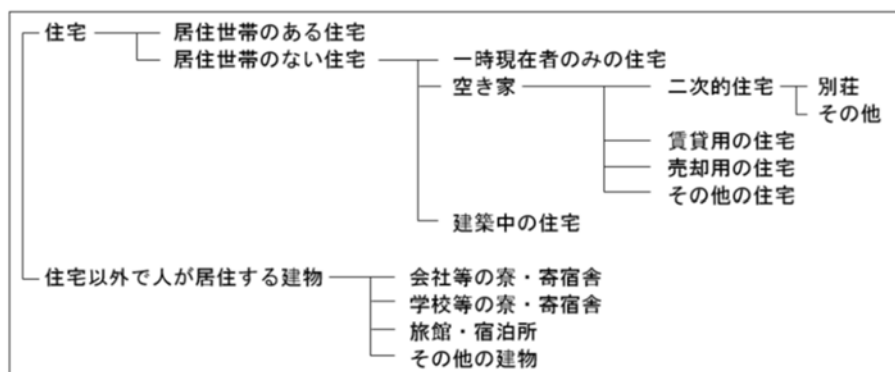 住宅 居住世帯のある住宅
居住世帯のない住宅 一時現在者のみの住宅
空き家 二次的住宅 別荘
その他
賃貸用の住宅
売却用の住宅
その他の住宅
建築中の住宅
住宅以外で人が居住する建物 会社等の寮・寄宿舎
学校等の寮・寄宿舎
旅館・宿泊所
その他の建物